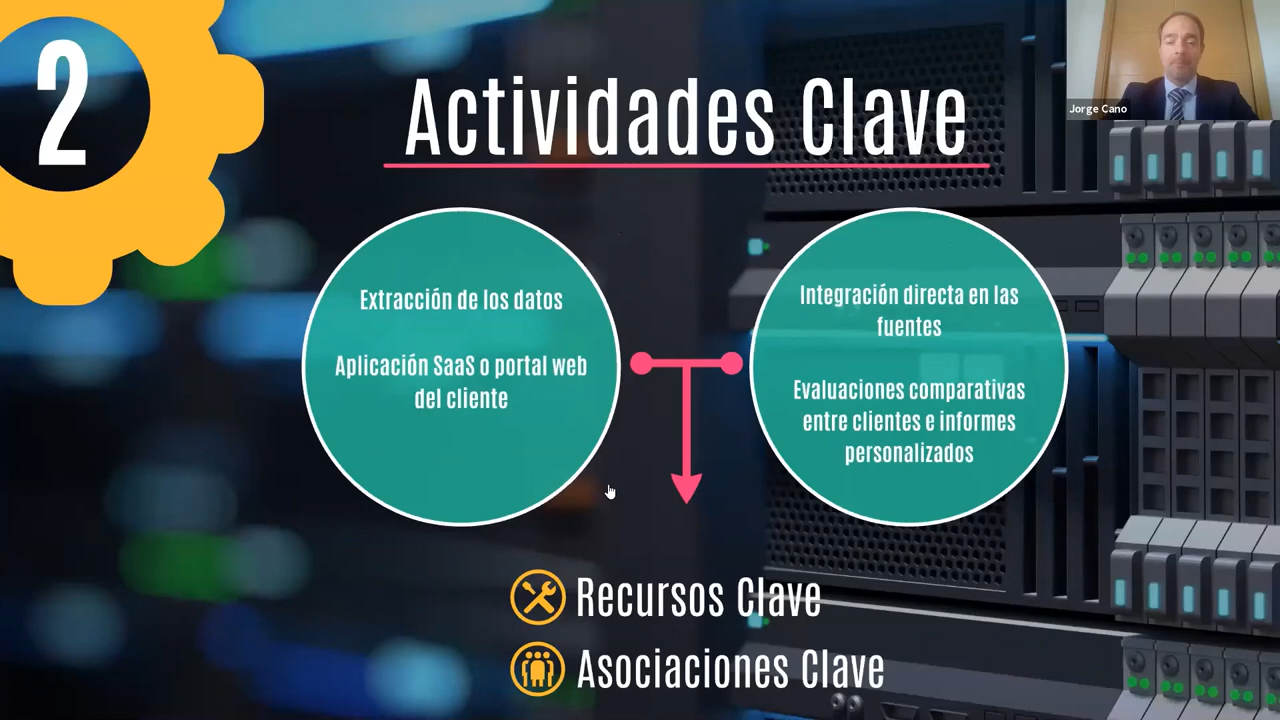 2
Actividades Clave
Jorge Cano
Extracción de los datos
Aplicación SaaS o portal web
del cliente
Integración directa en las
fuentes
Evaluaciones comparativas
entre clientes e informes
personalizados
Recursos Clave
Asociaciones Clave